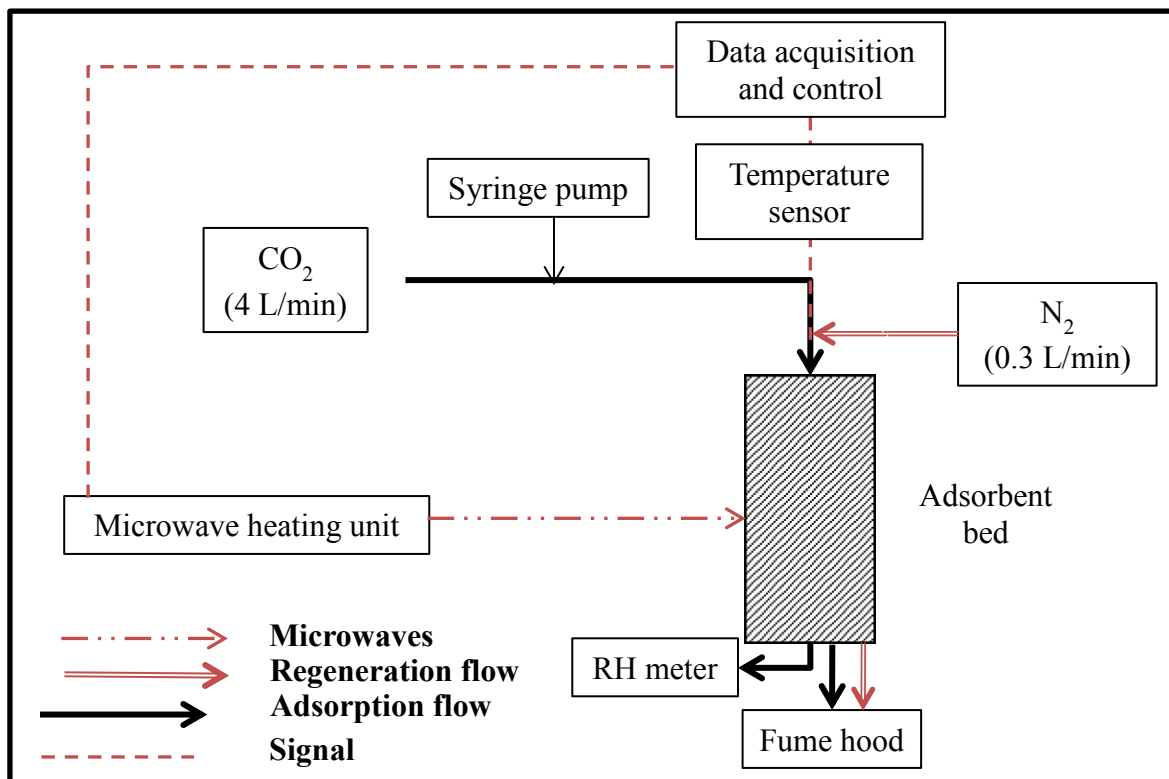 Data acquisition
and control
Syringe pump
Temperature
sensor
CO₂
(4 L/min)
N₂
(0.3 L/min)
Microwave heating unit
Adsorbent
bed
Microwaves
Regeneration flow
Adsorption flow
Signal
RH meter
Fume hood